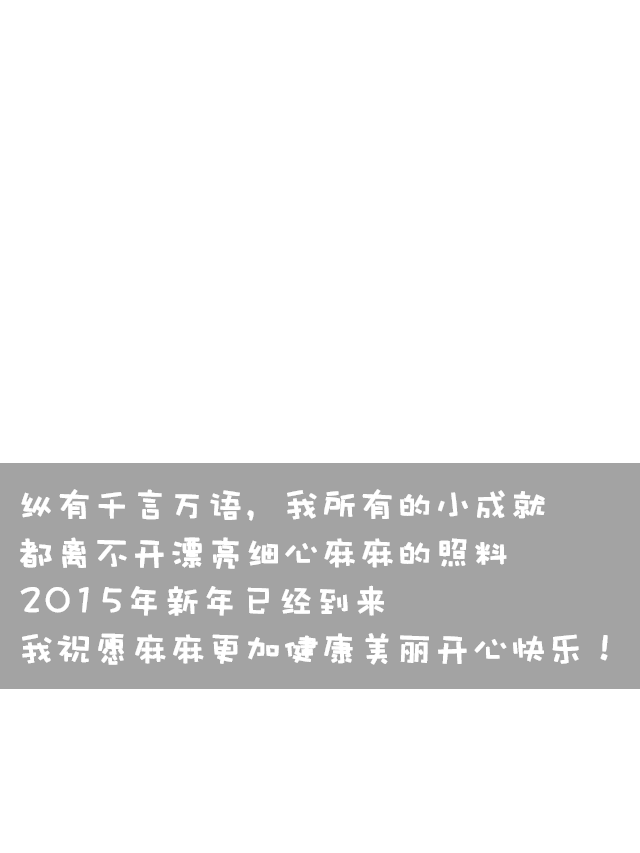 纵有千言万语，我所有的小成就
都离不开漂亮细心麻麻的照料
2015年新年已经到来
我祝愿麻麻更加健康美丽开心快乐！